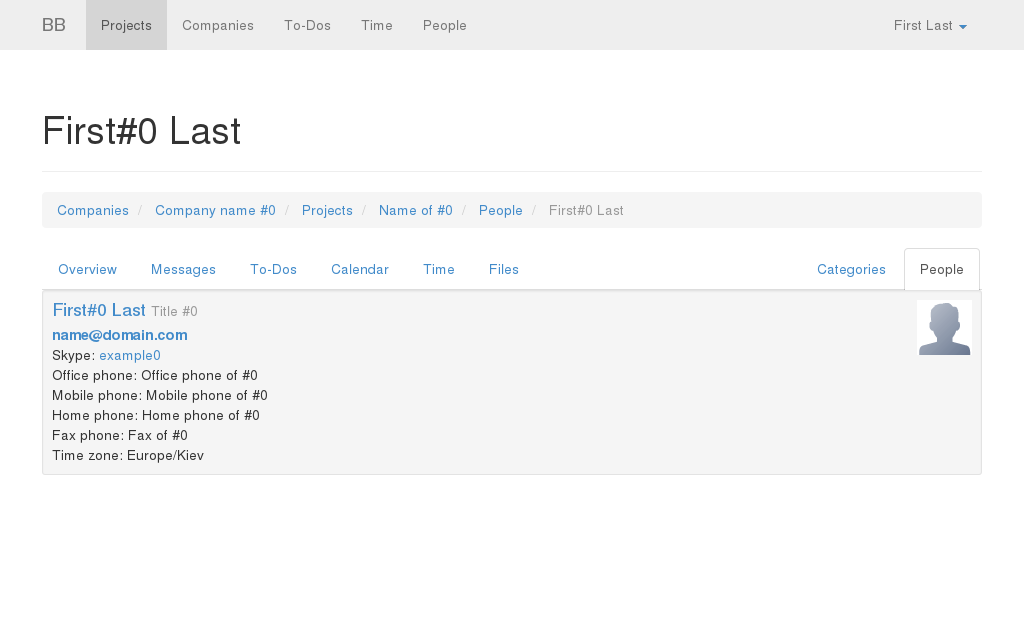 BB Projects Companies To-Dos Time People First Last
First#0 Last
Companies / Company name #0 / Projects / Name of #0 / People / First#0 Last
Overview Messages To-Dos Calendar Time Files Categories People
First#0 Last Title #0
name@domain.com
Skype: example0
Office phone: Office phone of #0
Mobile phone: Mobile phone of #0
Home phone: Home phone of #0
Fax phone: Fax of #0
Time zone: Europe/Kiev